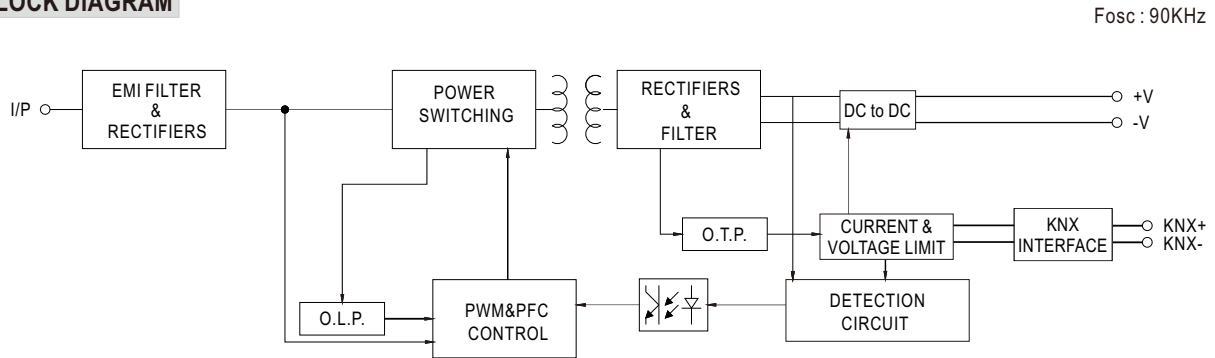 LOCK DIAGRAM
Fosc : 90KHz
I/P
EMI FILTER
&
RECTIFIERS
POWER
SWITCHING
RECTIFIERS
&
FILTER
DC to DC
+V
-V
O.T.P.
CURRENT &
VOLTAGE LIMIT
KNX
INTERFACE
KNX+
KNX-
O.L.P.
PWM&PFC
CONTROL
DETECTION
CIRCUIT